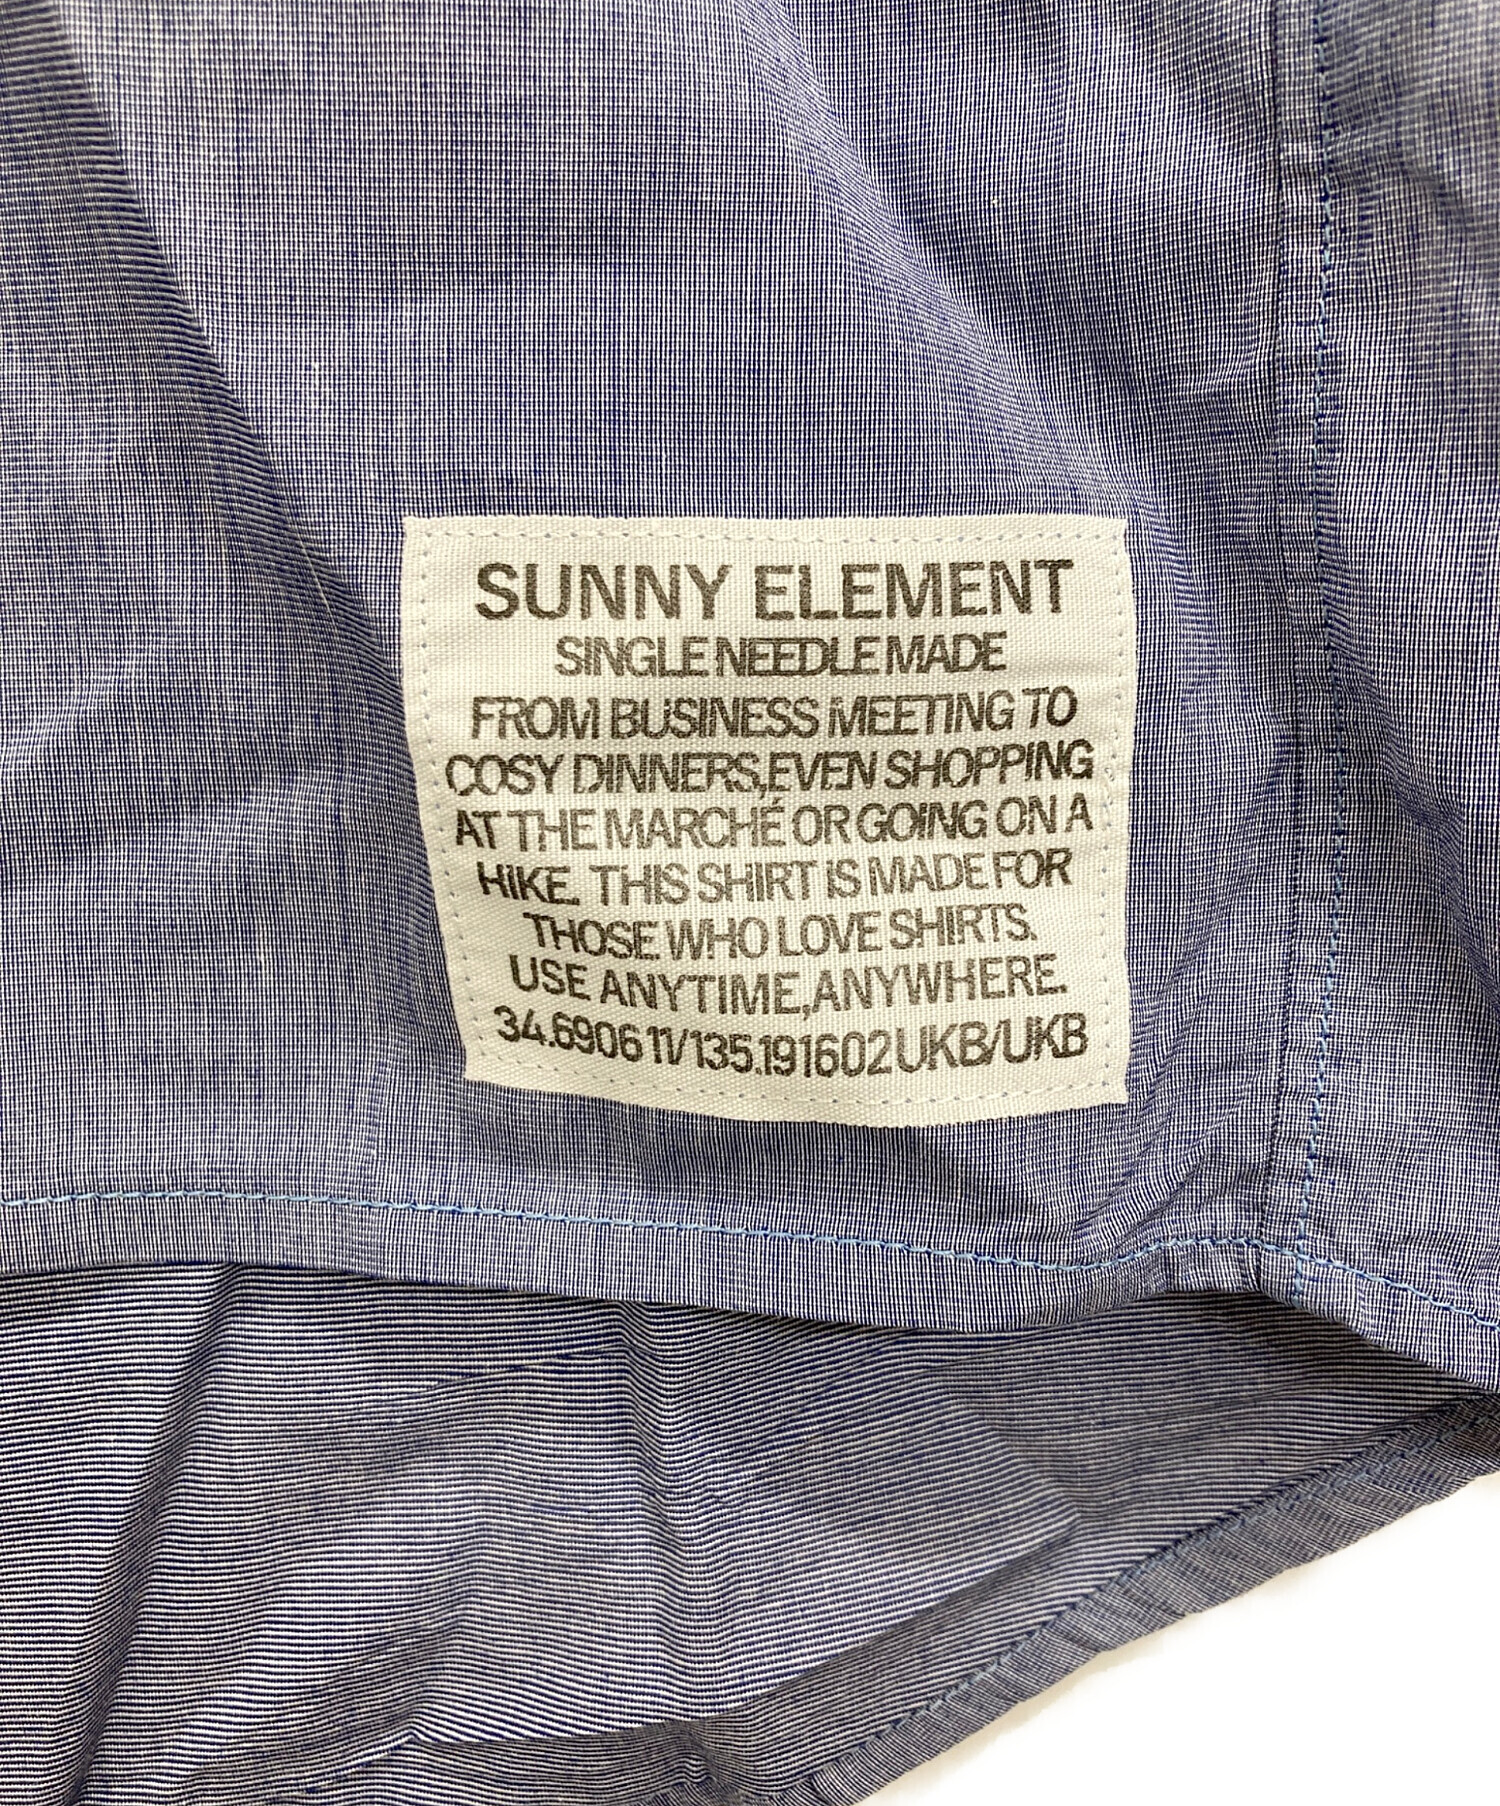 SUNNY ELEMENT
SINGLE NEEDLE MADE
FROM BUSINESS MEETING TO
COSY DINNERS,EVEN SHOPPING
AT THE MARCHÉ OR GOING ON A
HIKE. THIS SHIRT IS MADE FOR
THOSE WHO LOVE SHIRTS.
USE ANYTIME,ANYWHERE.
34.690611/135.191602 UKB/UKB